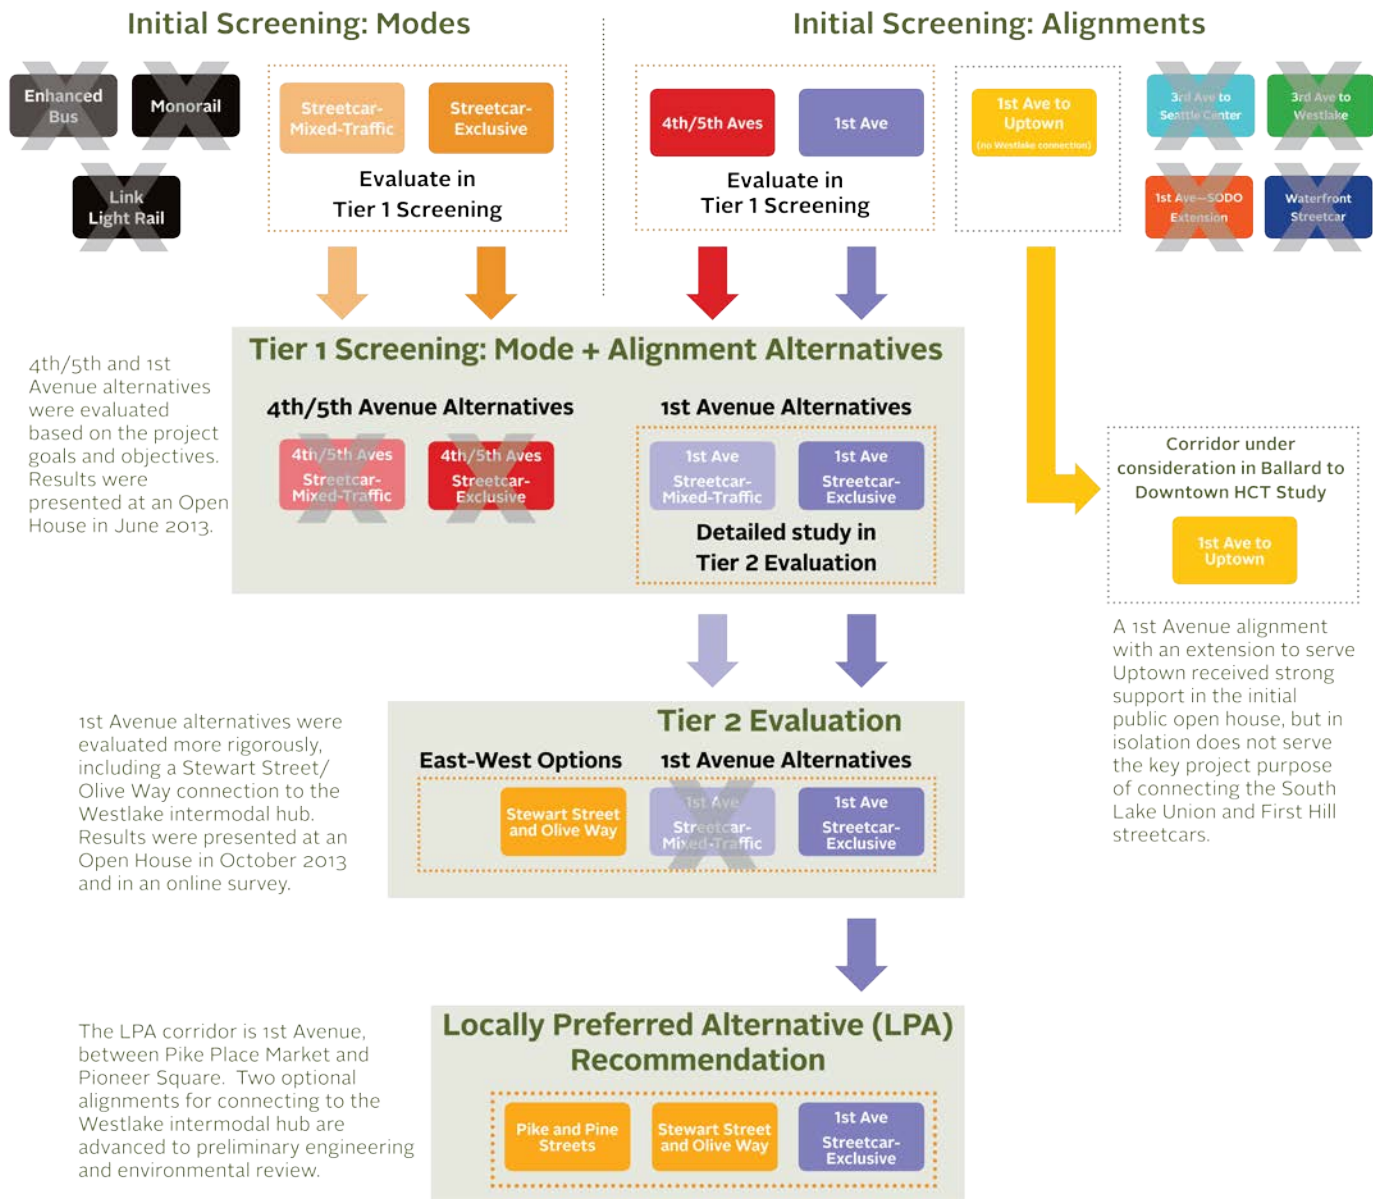 Initial Screening: Modes
Enhanced
Bus
Monorail
Link
Light Rail
Streetcar-
Mixed-Traffic
Streetcar-
Exclusive
Evaluate in
Tier 1 Screening
Initial Screening: Alignments
4th/5th Aves
1st Ave
Evaluate in
Tier 1 Screening
1st Ave to
Uptown
(no Westlake connection)
3rd Ave to
Seattle Center
3rd Ave to
Westlake
1st Ave—SODO
Extension
Waterfront
Streetcar
4th/5th and 1st
Avenue alternatives
were evaluated
based on the project
goals and objectives.
Results were
presented at an Open
House in June 2013.
Tier 1 Screening: Mode + Alignment Alternatives
4th/5th Avenue Alternatives
4th/5th Aves
Streetcar-
Mixed-Traffic
4th/5th Aves
Streetcar-
Exclusive
1st Avenue Alternatives
1st Ave
Streetcar-
Mixed-Traffic
1st Ave
Streetcar-
Exclusive
Detailed study in
Tier 2 Evaluation
Corridor under
consideration in Ballard to
Downtown HCT Study
1st Ave to
Uptown
A 1st Avenue alignment
with an extension to serve
Uptown received strong
support in the initial
public open house, but in
isolation does not serve
the key project purpose
of connecting the South
Lake Union and First Hill
streetcars.
1st Avenue alternatives were
evaluated more rigorously,
including a Stewart Street/
Olive Way connection to the
Westlake intermodal hub.
Results were presented at an
Open House in October 2013
and in an online survey.
Tier 2 Evaluation
East-West Options
Stewart Street
and Olive Way
1st Avenue Alternatives
1st Ave
Streetcar-
Mixed-Traffic
1st Ave
Streetcar-
Exclusive
The LPA corridor is 1st Avenue,
between Pike Place Market and
Pioneer Square. Two optional
alignments for connecting to the
Westlake intermodal hub are
advanced to preliminary engineering
and environmental review.
Locally Preferred Alternative (LPA)
Recommendation
Pike and Pine
Streets
Stewart Street
and Olive Way
1st Ave
Streetcar-
Exclusive